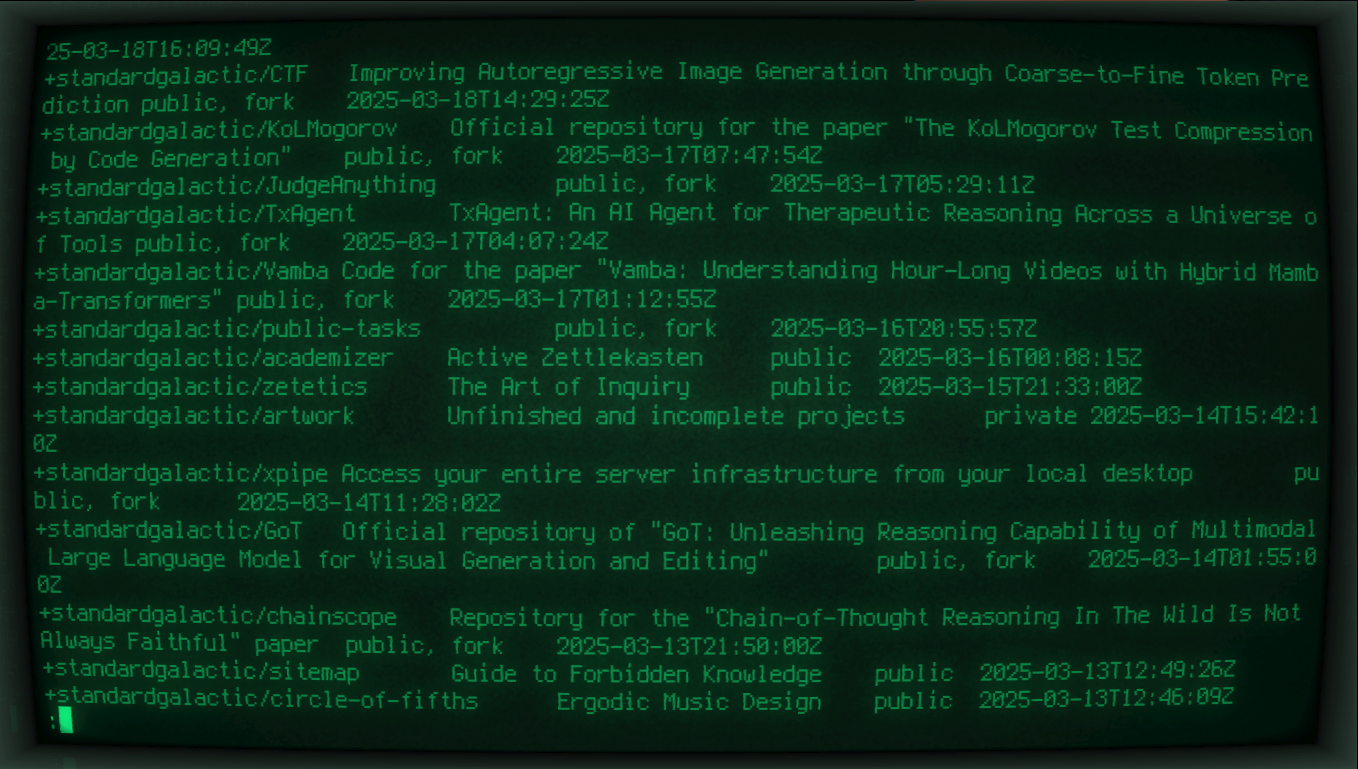 25-03-18T16:09:49Z
+standardgalactic/CTF   Improving Autoregressive Image Generation through Coarse-to-Fine Token Pre
diction public, fork    2025-03-18T14:29:25Z
+standardgalactic/KoLMogorov    Official repository for the paper "The KoLMogorov Test Compression
 by Code Generation"    public, fork    2025-03-17T07:47:54Z
+standardgalactic/JudgeAnything         public, fork    2025-03-17T05:29:11Z
+standardgalactic/TxAgent       TxAgent: An AI Agent for Therapeutic Reasoning Across a Universe o
f Tools public, fork    2025-03-17T04:07:24Z
+standardgalactic/Vamba Code for the paper "Vamba: Understanding Hour-Long Videos with Hybrid Mamb
a-Transformers" public, fork    2025-03-17T01:12:55Z
+standardgalactic/public-tasks          public, fork    2025-03-16T20:55:57Z
+standardgalactic/academizer    Active Zettlekasten     public  2025-03-16T00:08:15Z
+standardgalactic/zetetics      The Art of Inquiry      public  2025-03-15T21:33:00Z
+standardgalactic/artwork       Unfinished and incomplete projects      private 2025-03-14T15:42:1
0Z
+standardgalactic/xpipe Access your entire server infrastructure from your local desktop        pu
blic, fork      2025-03-14T11:28:02Z
+standardgalactic/GoT   Official repository of "GoT: Unleashing Reasoning Capability of Multimodal
 Large Language Model for Visual Generation and Editing"        public, fork    2025-03-14T01:55:0
0Z
+standardgalactic/chainscope    Repository for the "Chain-of-Thought Reasoning In The Wild Is Not
Always Faithful" paper  public, fork    2025-03-13T21:50:00Z
+standardgalactic/sitemap       Guide to Forbidden Knowledge    public  2025-03-13T12:49:26Z
+standardgalactic/circle-of-fifths      Ergodic Music Design    public  2025-03-13T12:46:09Z
: